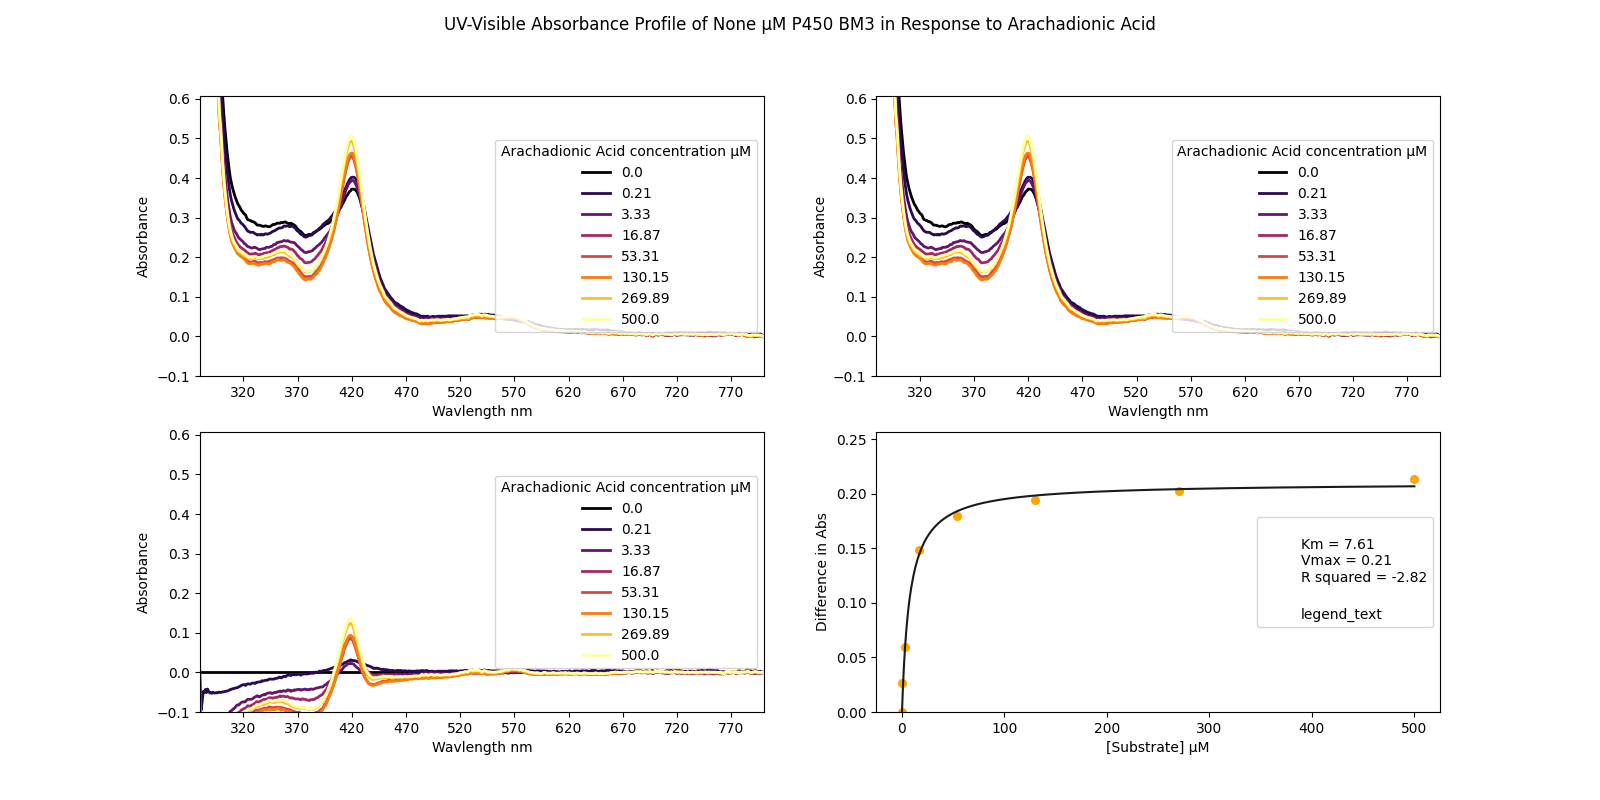 UV-Visible Absorbance Profile of None μM P450 BM3 in Response to Arachadionic Acid
0.6
0.5
0.4
0.3
0.2
0.1
0.0
−0.1
Absorbance
320 370 420 470 520 570 620 670 720 770
Wavlength nm
Arachadionic Acid concentration μM
0.0
0.21
3.33
16.87
53.31
130.15
269.89
500.0
0.6
0.5
0.4
0.3
0.2
0.1
0.0
−0.1
Absorbance
320 370 420 470 520 570 620 670 720 770
Wavlength nm
Arachadionic Acid concentration μM
0.0
0.21
3.33
16.87
53.31
130.15
269.89
500.0
0.6
0.5
0.4
0.3
0.2
0.1
0.0
−0.1
Absorbance
320 370 420 470 520 570 620 670 720 770
Wavlength nm
Arachadionic Acid concentration μM
0.0
0.21
3.33
16.87
53.31
130.15
269.89
500.0
0.25
0.20
0.15
0.10
0.05
0.00
Difference in Abs
0 100 200 300 400 500
[Substrate] μM
Km = 7.61
Vmax = 0.21
R squared = -2.82
legend_text